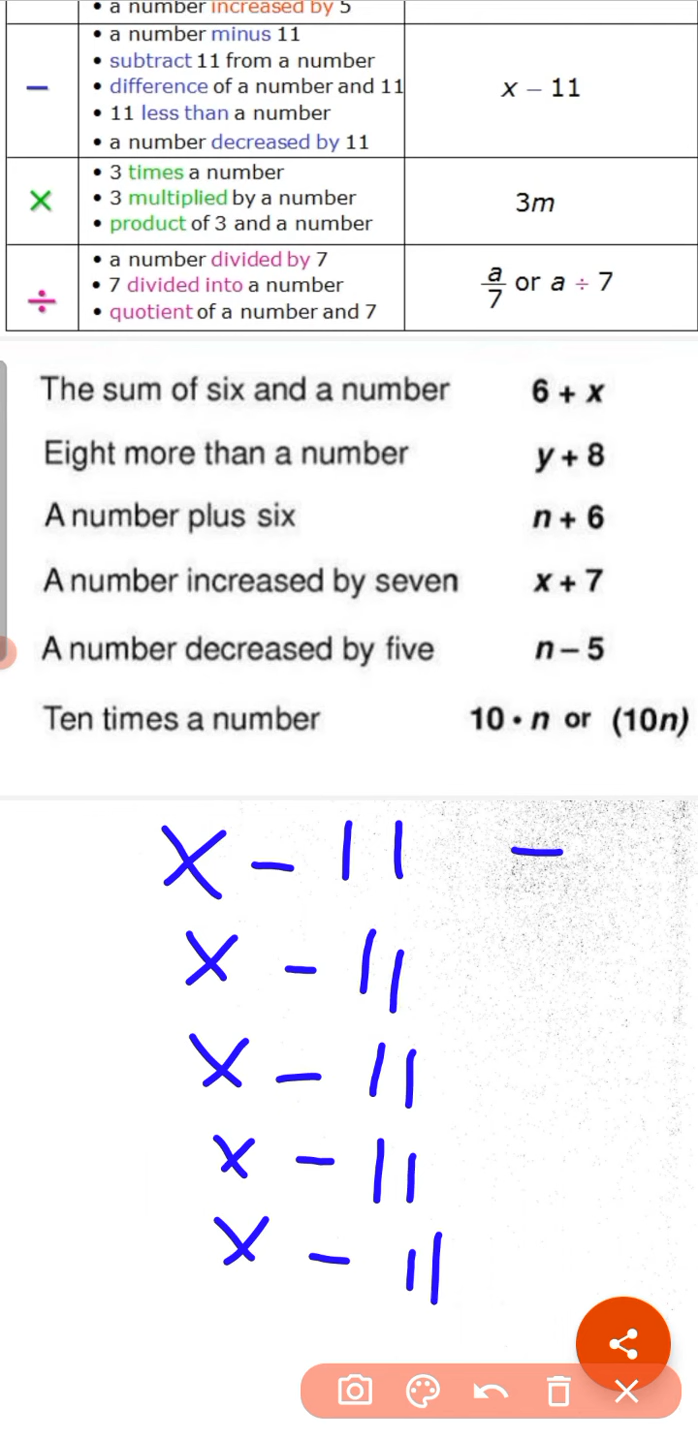 • a number increased by 5
• a number minus 11
• subtract 11 from a number
− • difference of a number and 11 x – 11
• 11 less than a number
• a number decreased by 11
• 3 times a number
× • 3 multiplied by a number 3m
• product of 3 and a number
• a number divided by 7
• 7 divided into a number a/7 or a ÷ 7
÷ • quotient of a number and 7
The sum of six and a number 6 + x
Eight more than a number y + 8
A number plus six n + 6
A number increased by seven x + 7
A number decreased by five n – 5
Ten times a number 10 • n or (10n)
x – 11 –
x – 11
x – 11
x – 11
x – 11